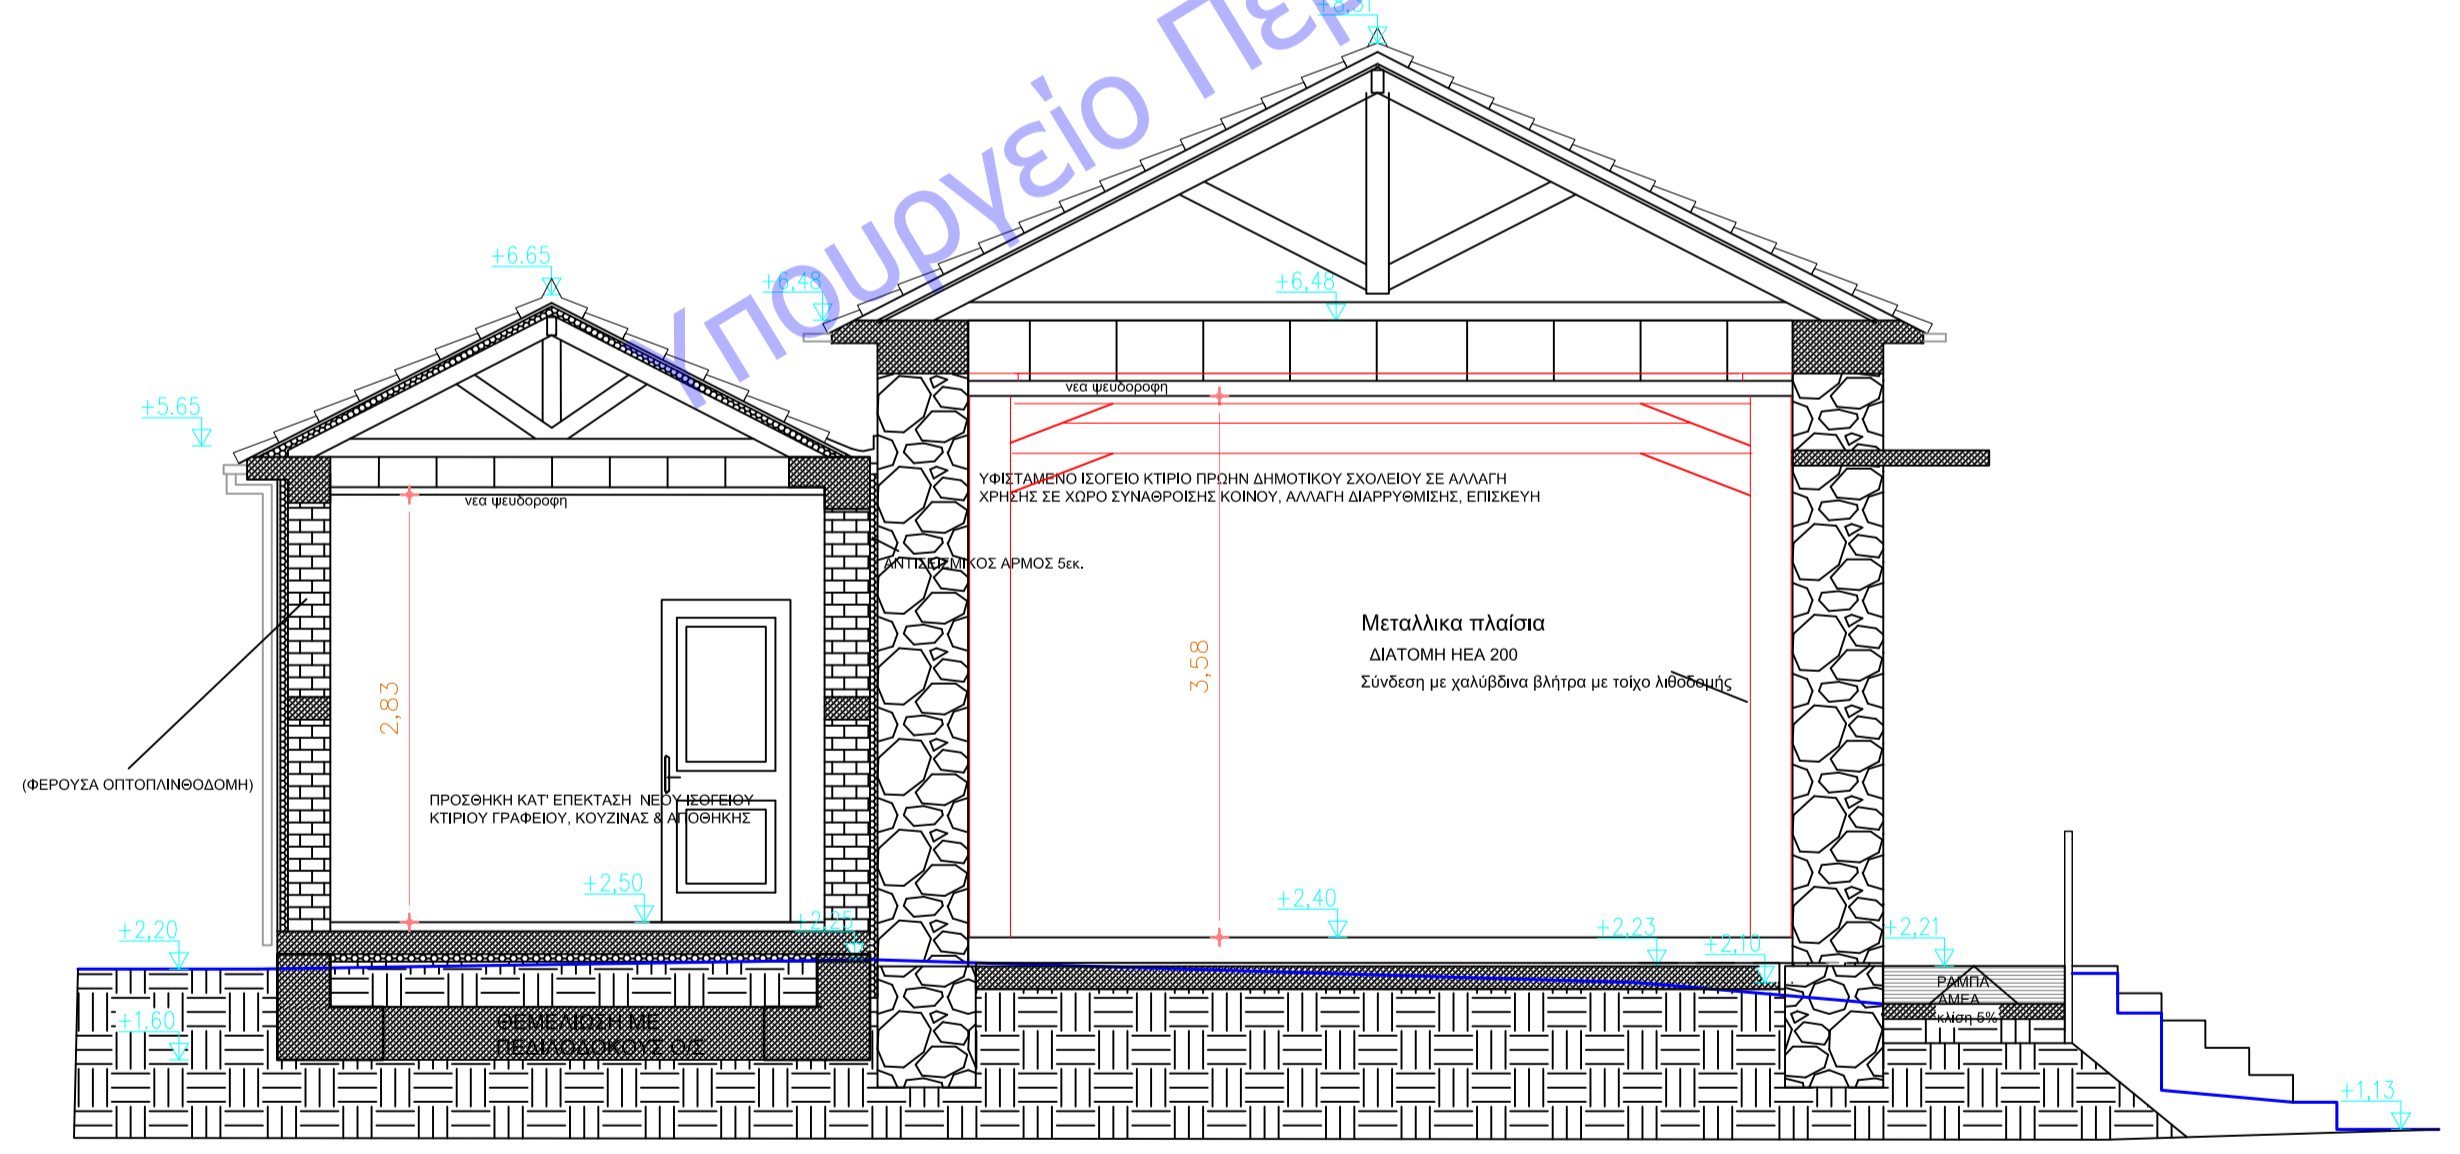 +8,51
Υπουργείο Περ
+6.65
+6,48
+6,48
+5.65
νεα ψευδοροφη
νεα ψευδοροφη
ΥΦΙΣΤΑΜΕΝΟ ΙΣΟΓΕΙΟ ΚΤΙΡΙΟ ΠΡΩΗΝ ΔΗΜΟΤΙΚΟΥ ΣΧΟΛΕΙΟΥ ΣΕ ΑΛΛΑΓΗ
ΧΡΗΣΗΣ ΣΕ ΧΩΡΟ ΣΥΝΑΘΡΟΙΣΗΣ ΚΟΙΝΟΥ, ΑΛΛΑΓΗ ΔΙΑΡΡΥΘΜΙΣΗΣ, ΕΠΙΣΚΕΥΗ
ΑΝΤΙΣΕΙΣΜΙΚΟΣ ΑΡΜΟΣ 5εκ.
Μεταλλικα πλαίσια
ΔΙΑΤΟΜΗ HEA 200
Σύνδεση με χαλύβδινα βλήτρα με τοίχο λιθοδομής
2,83
3,58
(ΦΕΡΟΥΣΑ ΟΠΤΟΠΛΙΝΘΟΔΟΜΗ)
ΠΡΟΣΘΗΚΗ ΚΑΤ' ΕΠΕΚΤΑΣΗ ΝΕΟΥ ΙΣΟΓΕΙΟΥ
ΚΤΙΡΙΟΥ ΓΡΑΦΕΙΟΥ, ΚΟΥΖΙΝΑΣ & ΑΠΟΘΗΚΗΣ
+2,50
+2,40
+2,20
+2,25
+2,23
+2,10
+2,21
ΡΑΜΠΑ
ΑΜΕΑ
κλίση 5%
+1,60
ΘΕΜΕΛΙΩΣΗ ΜΕ
ΠΕΔΙΛΟΔΟΚΟΥΣ Ο/Σ
+1,13